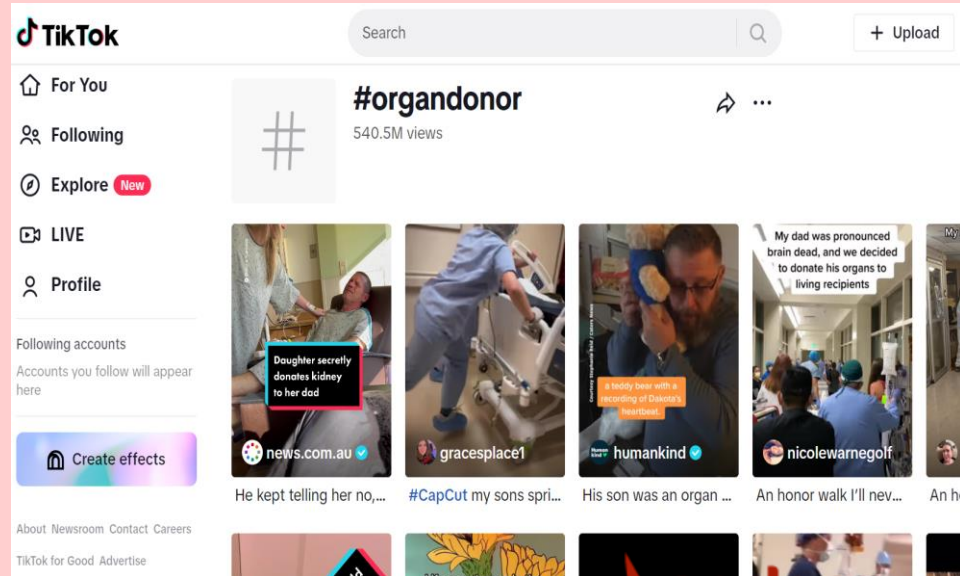 TikTok
Search
+ Upload
For You
Following
Explore New
LIVE
Profile
Following accounts
Accounts you follow will appear
here
Create effects
About Newsroom Contact Careers
TikTok for Good Advertise
#organdonor
540.5M views
Daughter secretly
donates kidney
to her dad
news.com.au
He kept telling her no,...
gracesplace1
#CapCut my sons spri...
a teddy bear with a
recording of Dakota's
heartbeat.
humankind
His son was an organ ...
My dad was pronounced
brain dead, and we decided
to donate his organs to
living recipients
nicolewarnegolf
An honor walk I'll nev...
My
An h